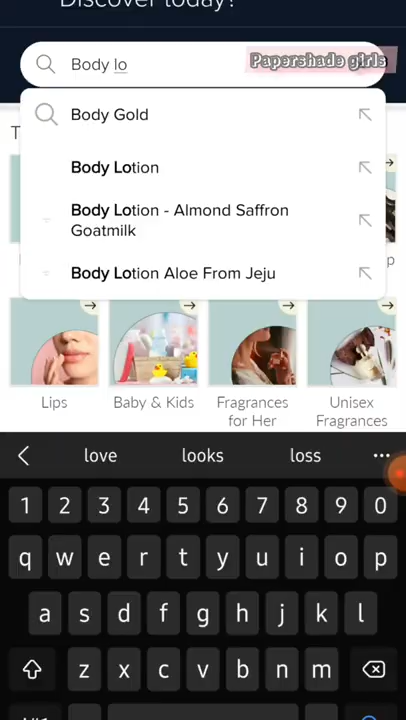 Discover today?
Body lo
Papershade girls
Body Gold
Body Lotion
Body Lotion - Almond Saffron
Goatmilk
Body Lotion Aloe From Jeju
Lips
Baby & Kids
Fragrances
for Her
Unisex
Fragrances
love looks loss
1 2 3 4 5 6 7 8 9 0
q w e r t y u i o p
a s d f g h j k l
z x c v b n m